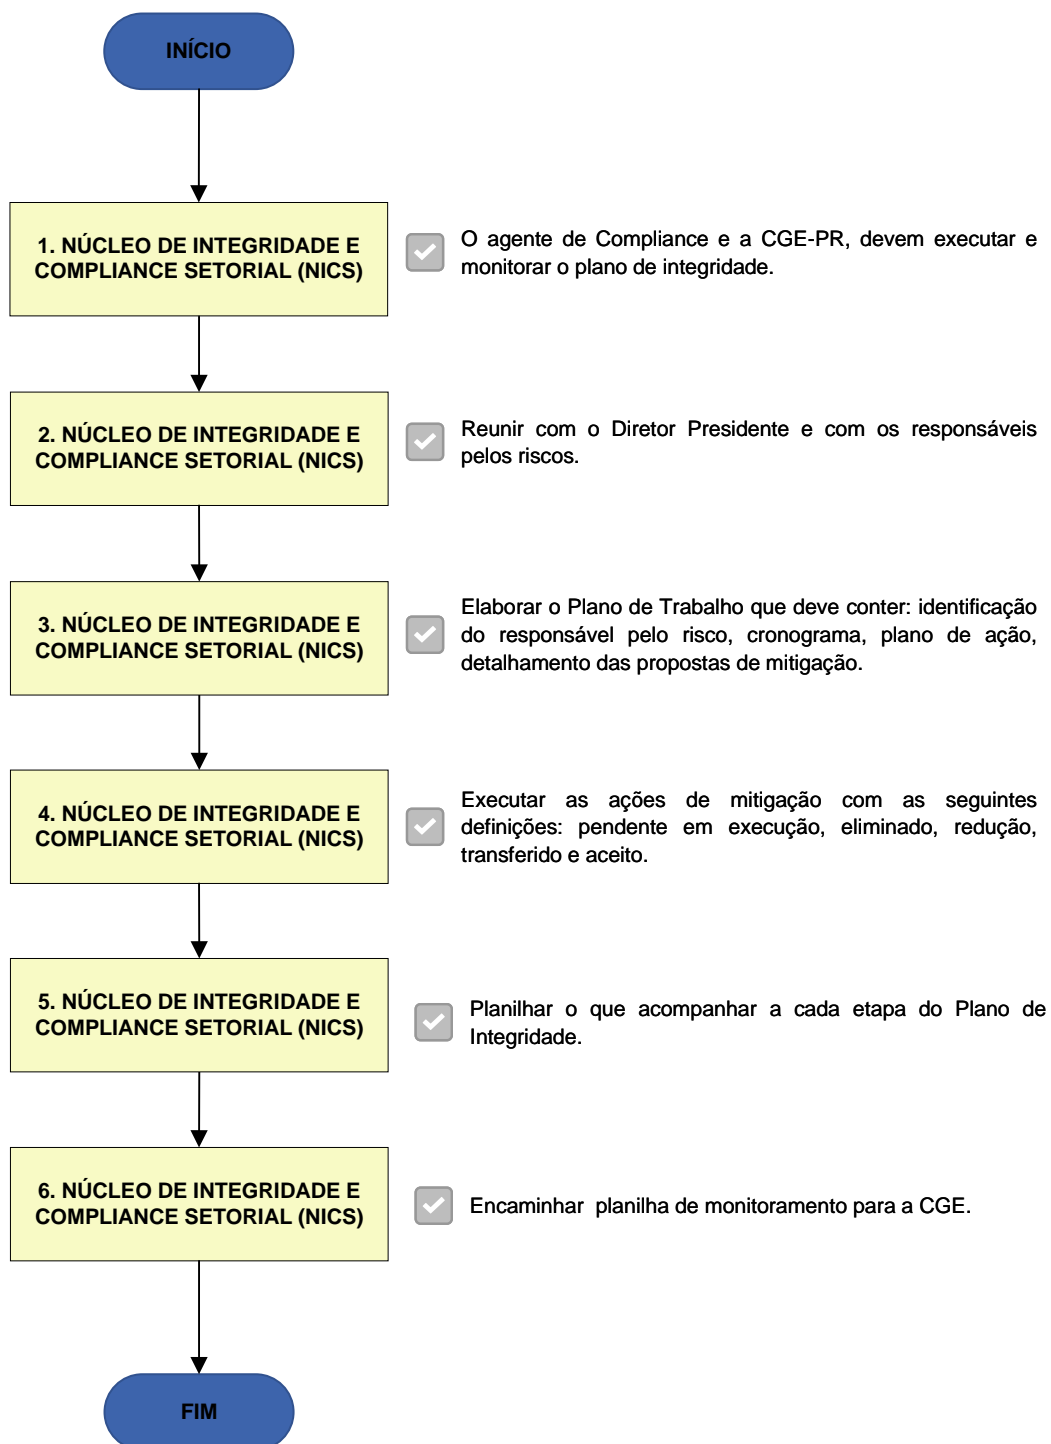 INÍCIO
1. NÚCLEO DE INTEGRIDADE E
COMPLIANCE SETORIAL (NICS)
O agente de Compliance e a CGE-PR, devem executar e
monitorar o plano de integridade.
2. NÚCLEO DE INTEGRIDADE E
COMPLIANCE SETORIAL (NICS)
Reunir com o Diretor Presidente e com os responsáveis
pelos riscos.
3. NÚCLEO DE INTEGRIDADE E
COMPLIANCE SETORIAL (NICS)
Elaborar o Plano de Trabalho que deve conter: identificação
do responsável pelo risco, cronograma, plano de ação,
detalhamento das propostas de mitigação.
4. NÚCLEO DE INTEGRIDADE E
COMPLIANCE SETORIAL (NICS)
Executar as ações de mitigação com as seguintes
definições: pendente em execução, eliminado, redução,
transferido e aceito.
5. NÚCLEO DE INTEGRIDADE E
COMPLIANCE SETORIAL (NICS)
Planilhar o que acompanhar a cada etapa do Plano de
Integridade.
6. NÚCLEO DE INTEGRIDADE E
COMPLIANCE SETORIAL (NICS)
Encaminhar planilha de monitoramento para a CGE.
FIM